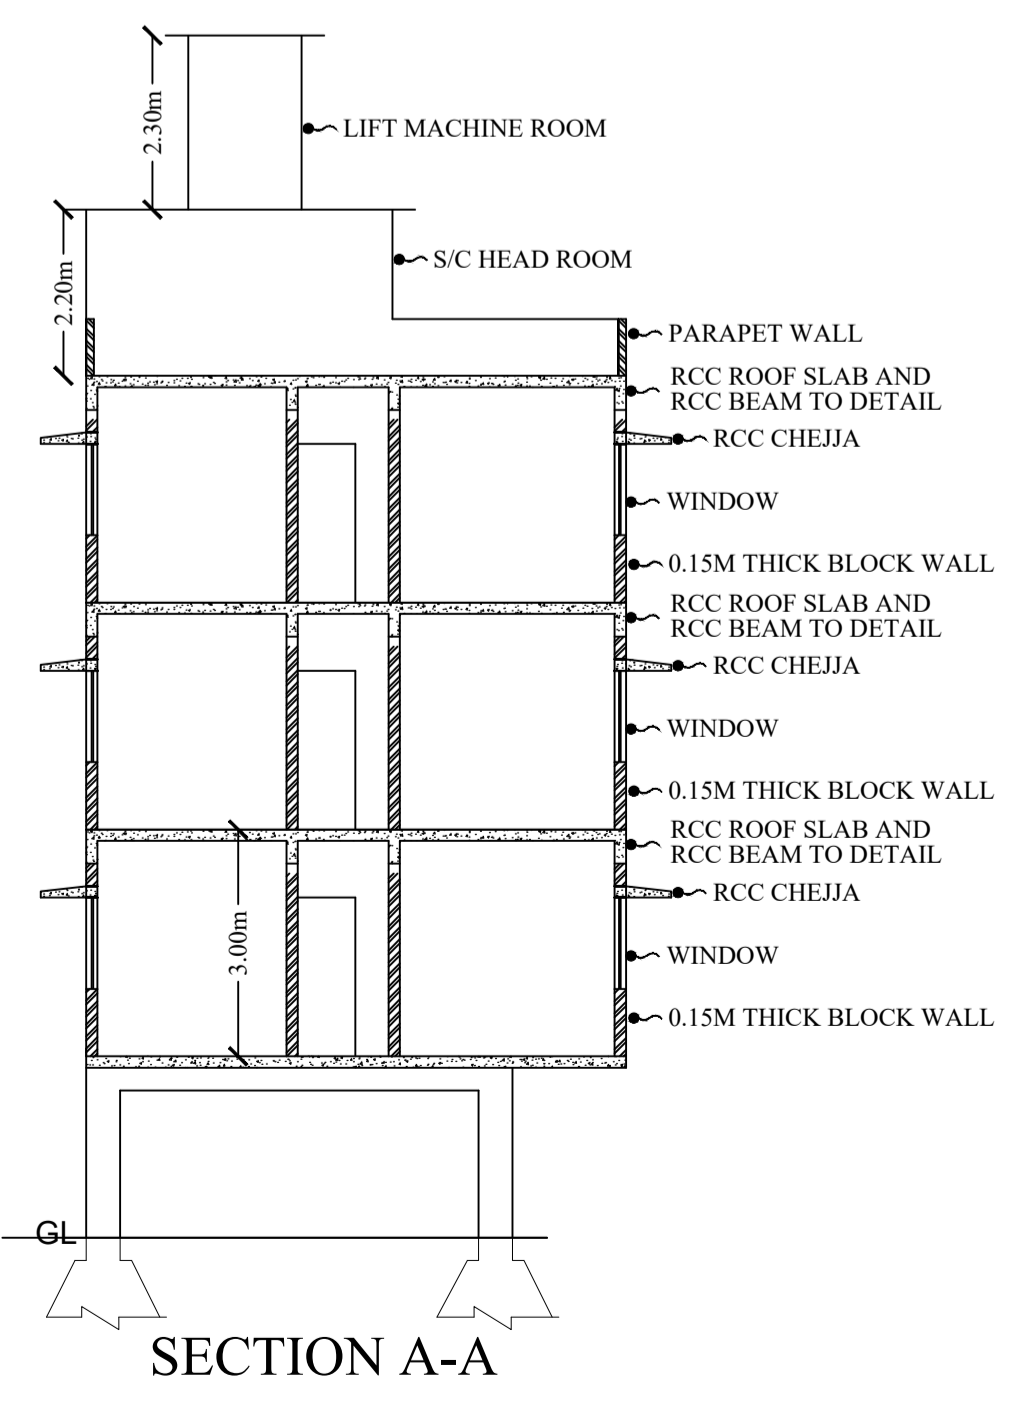 2.30m
LIFT MACHINE ROOM
2.20m
S/C HEAD ROOM
PARAPET WALL
RCC ROOF SLAB AND
RCC BEAM TO DETAIL
RCC CHEJJA
WINDOW
0.15M THICK BLOCK WALL
RCC ROOF SLAB AND
RCC BEAM TO DETAIL
RCC CHEJJA
WINDOW
0.15M THICK BLOCK WALL
RCC ROOF SLAB AND
RCC BEAM TO DETAIL
RCC CHEJJA
3.00m
WINDOW
0.15M THICK BLOCK WALL
GL
SECTION A-A